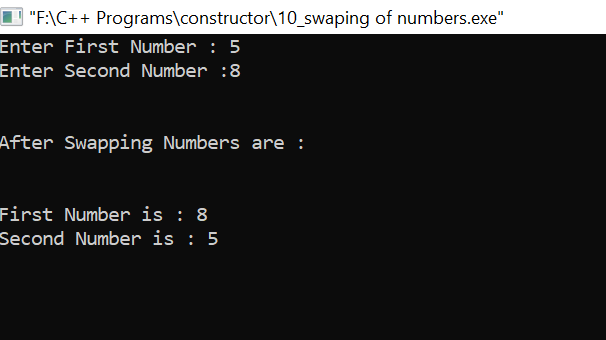 "F:\C++ Programs\constructor\10_swaping of numbers.exe"
Enter First Number : 5
Enter Second Number :8
After Swapping Numbers are :
First Number is : 8
Second Number is : 5